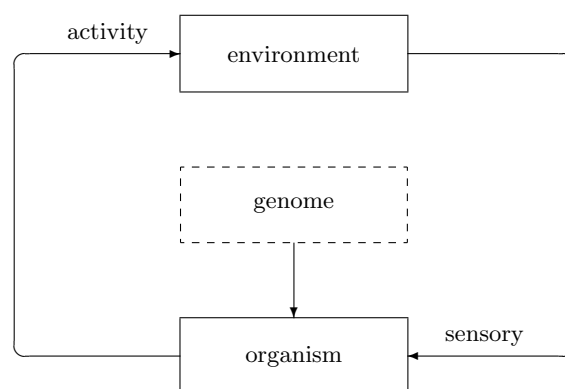 activity
environment
genome
sensory
organism